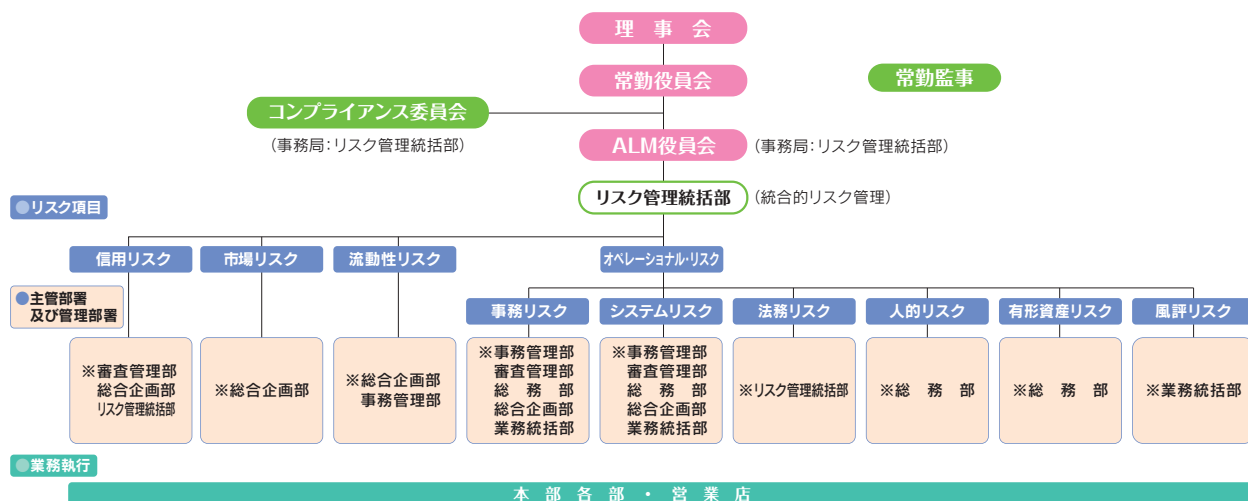 理 事 会
常勤役員会
常勤監事
コンプライアンス委員会
(事務局:リスク管理統括部)
ALM役員会
(事務局:リスク管理統括部)
リスク管理統括部
(統合的リスク管理)
●リスク項目
信用リスク
市場リスク
流動性リスク
オペレーショナル・リスク
●主管部署
及び管理部署
事務リスク
システムリスク
法務リスク
人的リスク
有形資産リスク
風評リスク
※審査管理部
総合企画部
リスク管理統括部
※総合企画部
※総合企画部
事務管理部
※事務管理部
審査管理部
総 務 部
総合企画部
業務統括部
※事務管理部
審査管理部
総 務 部
総合企画部
業務統括部
※リスク管理統括部
※総 務 部
※総 務 部
※業務統括部
●業務執行
本 部 各 部 ・ 営 業 店